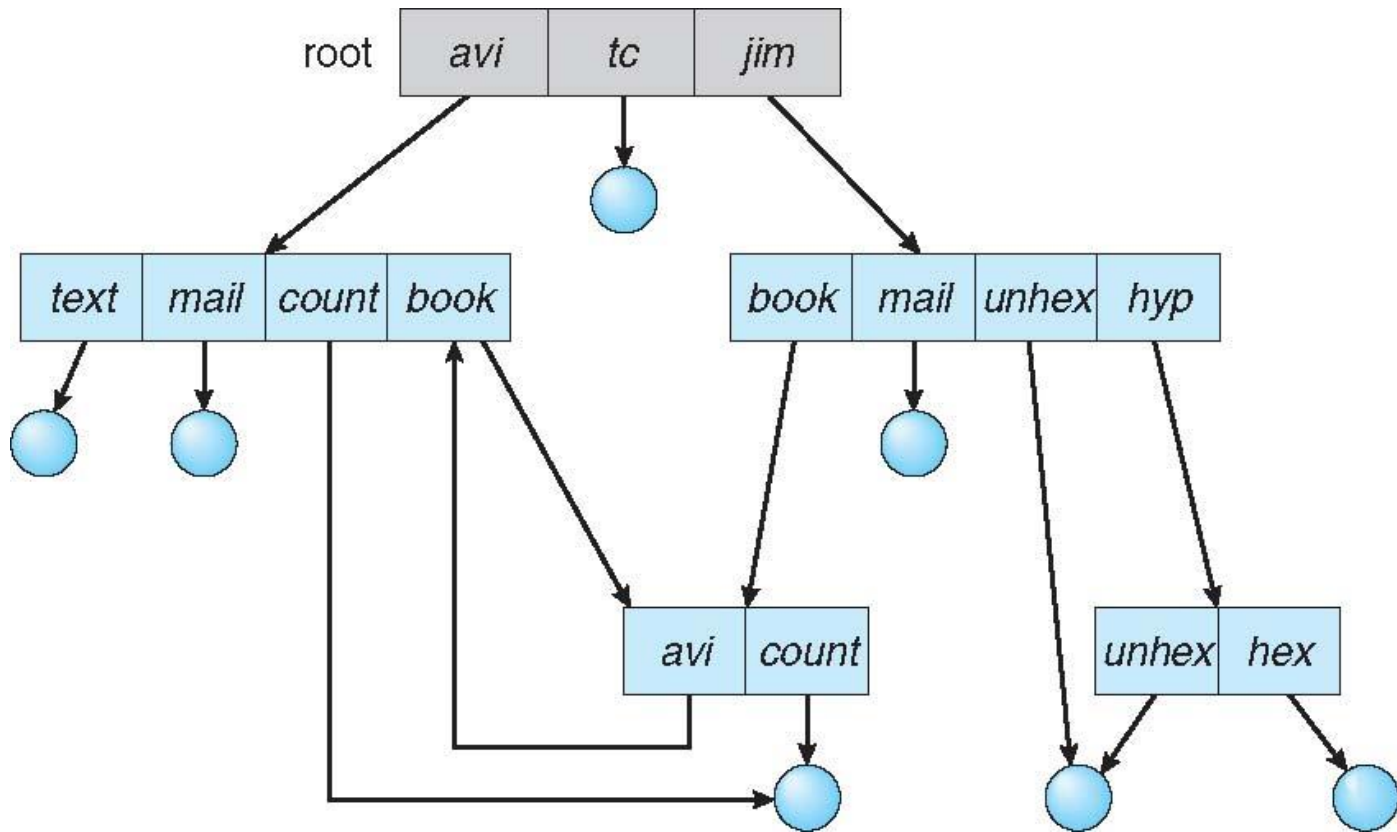 root avi tc jim
text mail count book
book mail unhex hyp
avi count
unhex hex